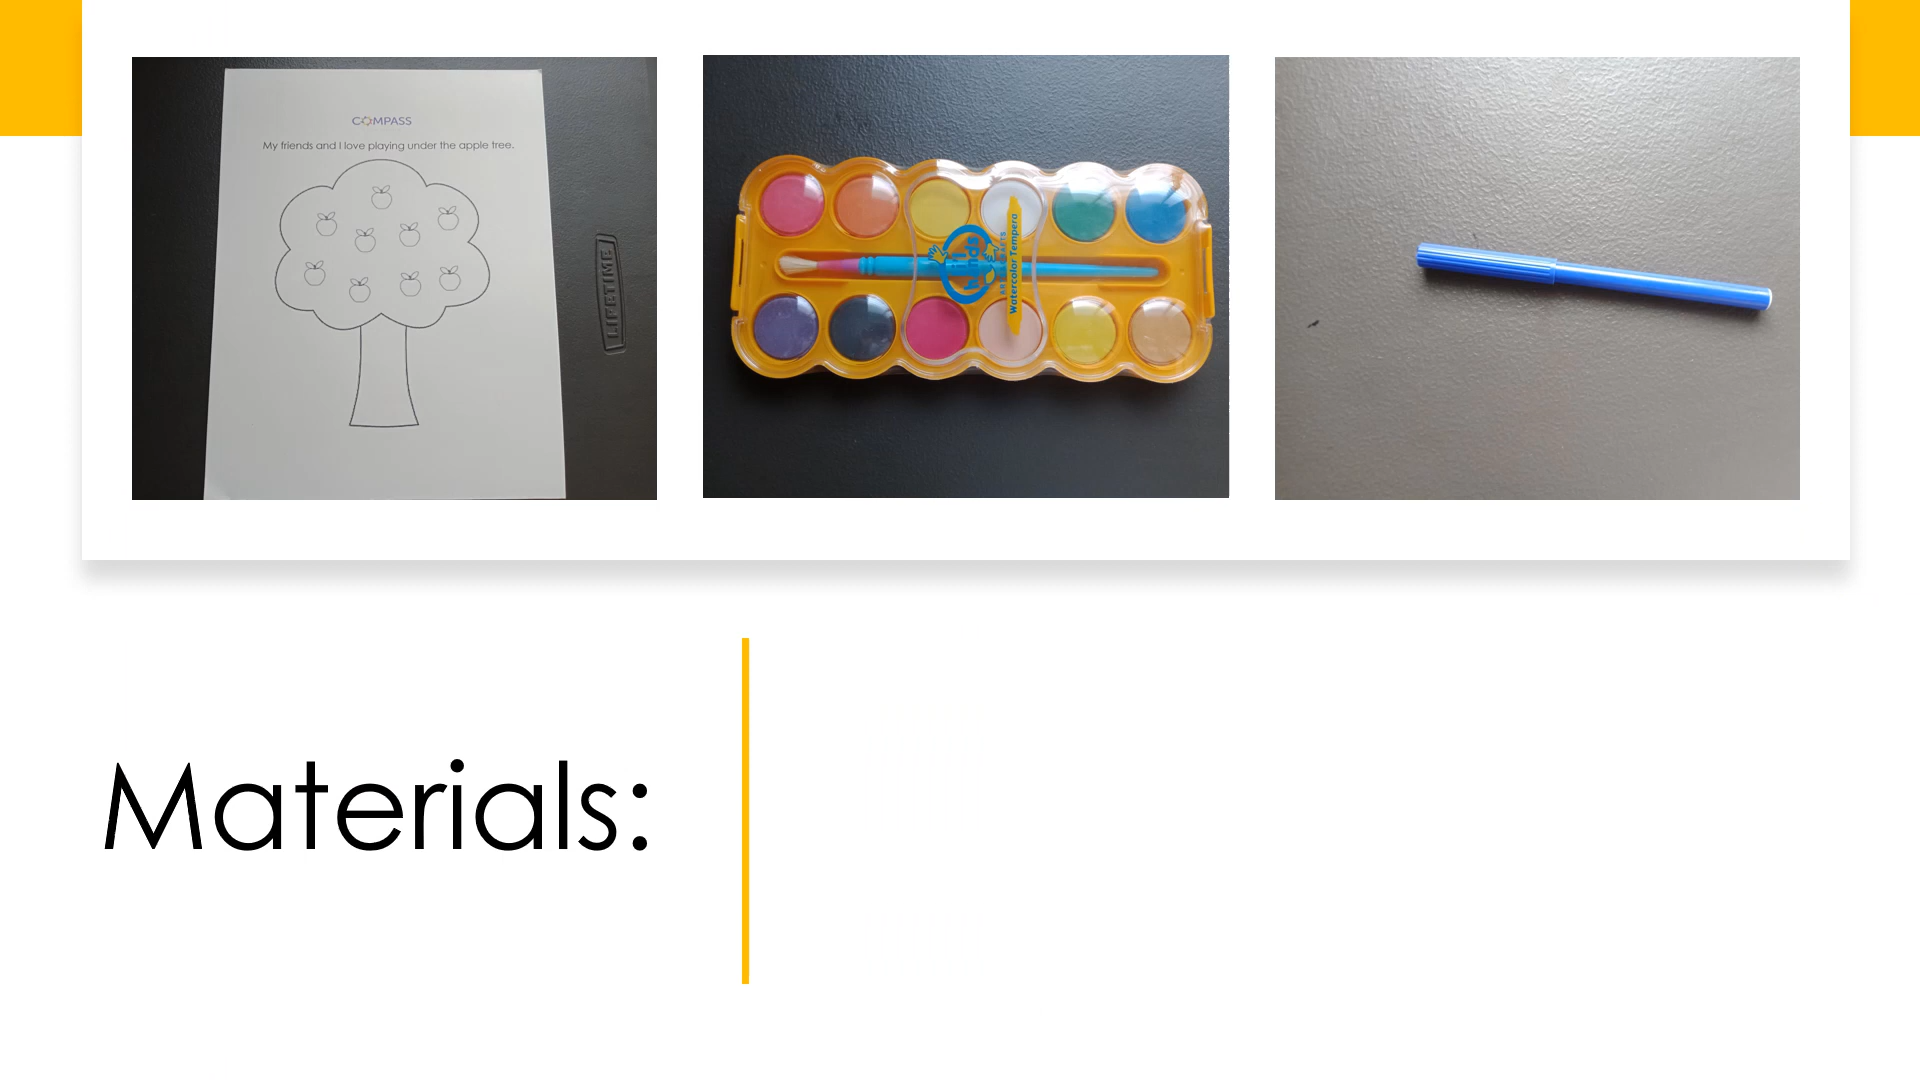 COMPASS
My friends and I love playing under the apple tree.
LIFETIME
Watercolor Tempera
Materials: